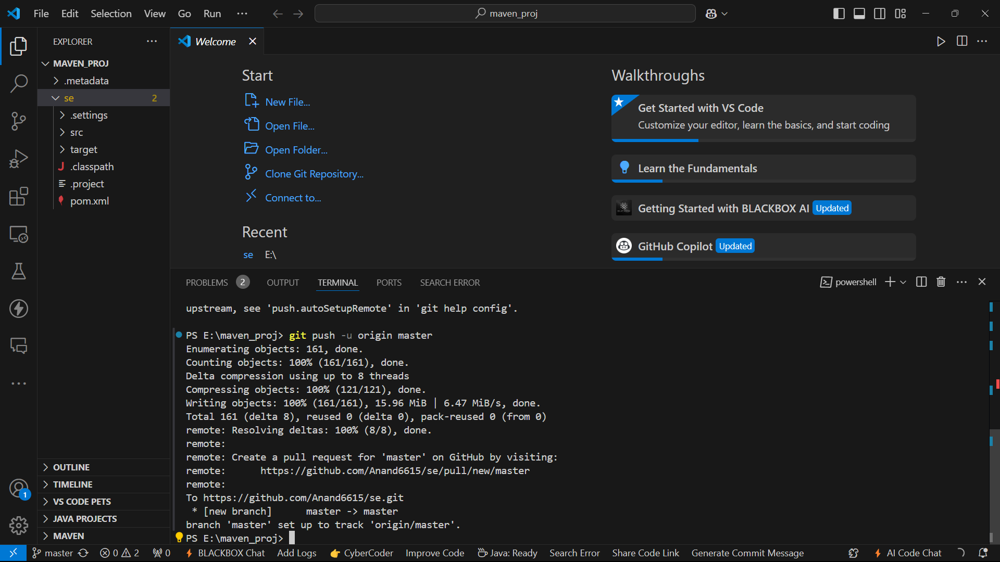 File Edit Selection View Go Run ···
maven_proj
EXPLORER ···
MAVEN_PROJ
.metadata
se 2
.settings
src
target
.classpath
.project
pom.xml
OUTLINE
TIMELINE
VS CODE PETS
JAVA PROJECTS
MAVEN
1
Welcome
Start
New File...
Open File...
Open Folder...
Clone Git Repository...
Connect to...
Recent
se E:\
Walkthroughs
Get Started with VS Code
Customize your editor, learn the basics, and start coding
Learn the Fundamentals
Getting Started with BLACKBOX AI Updated
GitHub Copilot Updated
PROBLEMS 2 OUTPUT TERMINAL PORTS SEARCH ERROR
powershell
upstream, see 'push.autoSetupRemote' in 'git help config'.
PS E:\maven_proj> git push -u origin master
Enumerating objects: 161, done.
Counting objects: 100% (161/161), done.
Delta compression using up to 8 threads
Compressing objects: 100% (121/121), done.
Writing objects: 100% (161/161), 15.96 MiB | 6.47 MiB/s, done.
Total 161 (delta 8), reused 0 (delta 0), pack-reused 0 (from 0)
remote: Resolving deltas: 100% (8/8), done.
remote:
remote: Create a pull request for 'master' on GitHub by visiting:
remote:      https://github.com/Anand6615/se/pull/new/master
remote:
To https://github.com/Anand6615/se.git
 * [new branch]      master -> master
branch 'master' set up to track 'origin/master'.
PS E:\maven_proj>
master 0 2 0 BLACKBOX Chat Add Logs CyberCoder Improve Code Java: Ready Search Error Share Code Link Generate Commit Message AI Code Chat